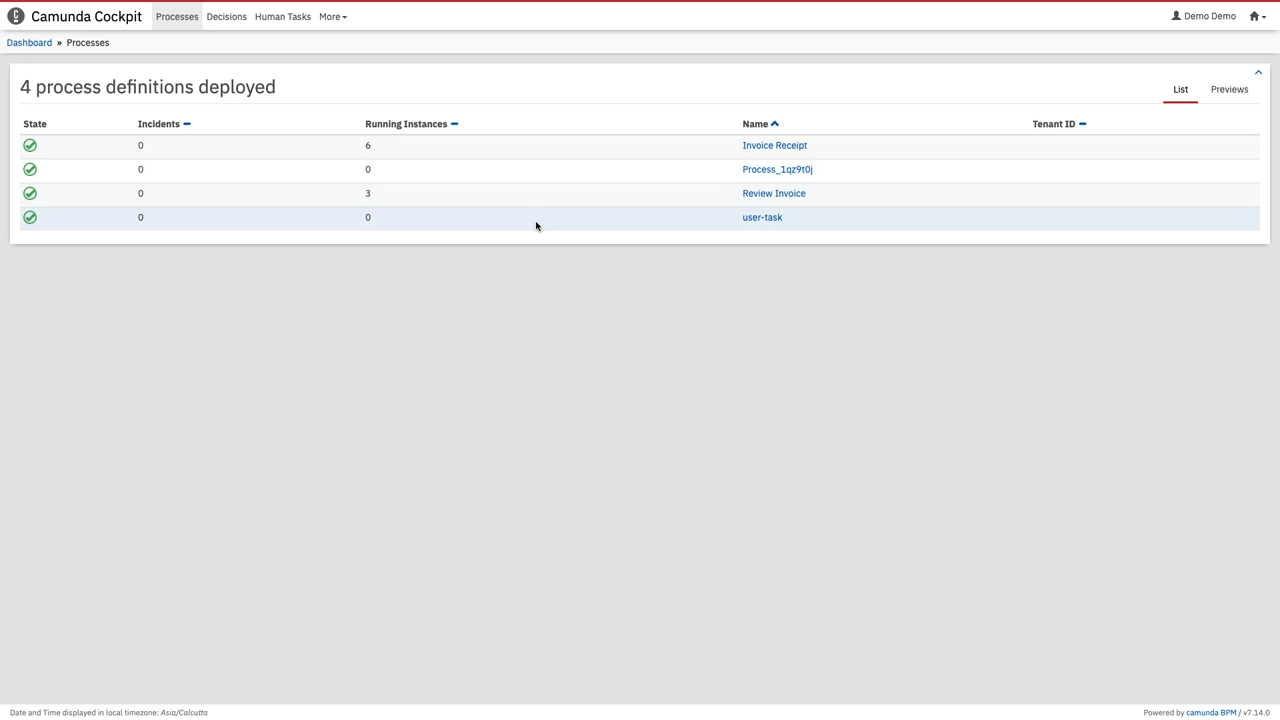 Camunda Cockpit Processes Decisions Human Tasks More Demo Demo
Dashboard » Processes
4 process definitions deployed
List Previews
State Incidents Running Instances Name Tenant ID
0 6 Invoice Receipt
0 0 Process_1qz9t0j
0 3 Review Invoice
0 0 user-task
Date and Time displayed in local timezone: Asia/Calcutta Powered by camunda BPM / v7.14.0